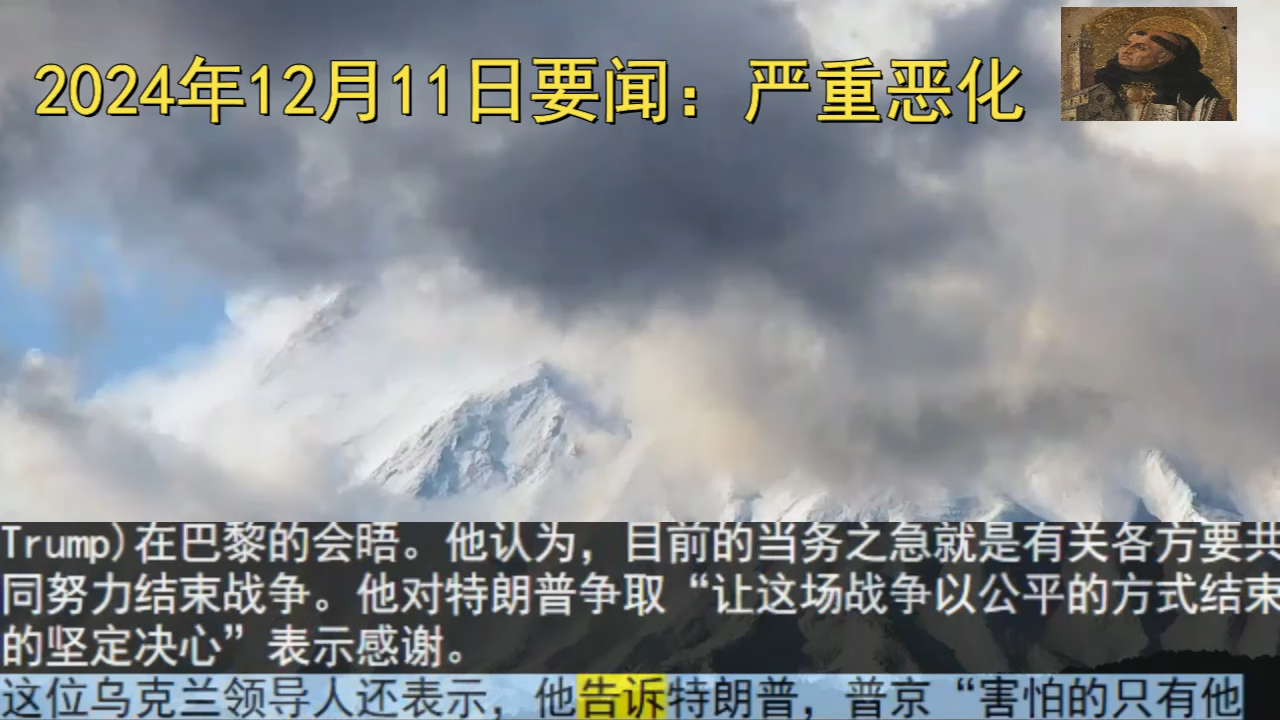 2024年12月11日要闻：严重恶化
Trump)在巴黎的会晤。他认为，目前的当务之急就是有关各方要共
同努力结束战争。他对特朗普争取“让这场战争以公平的方式结束
的坚定决心”表示感谢。
这位乌克兰领导人还表示，他告诉特朗普，普京“害怕的只有他